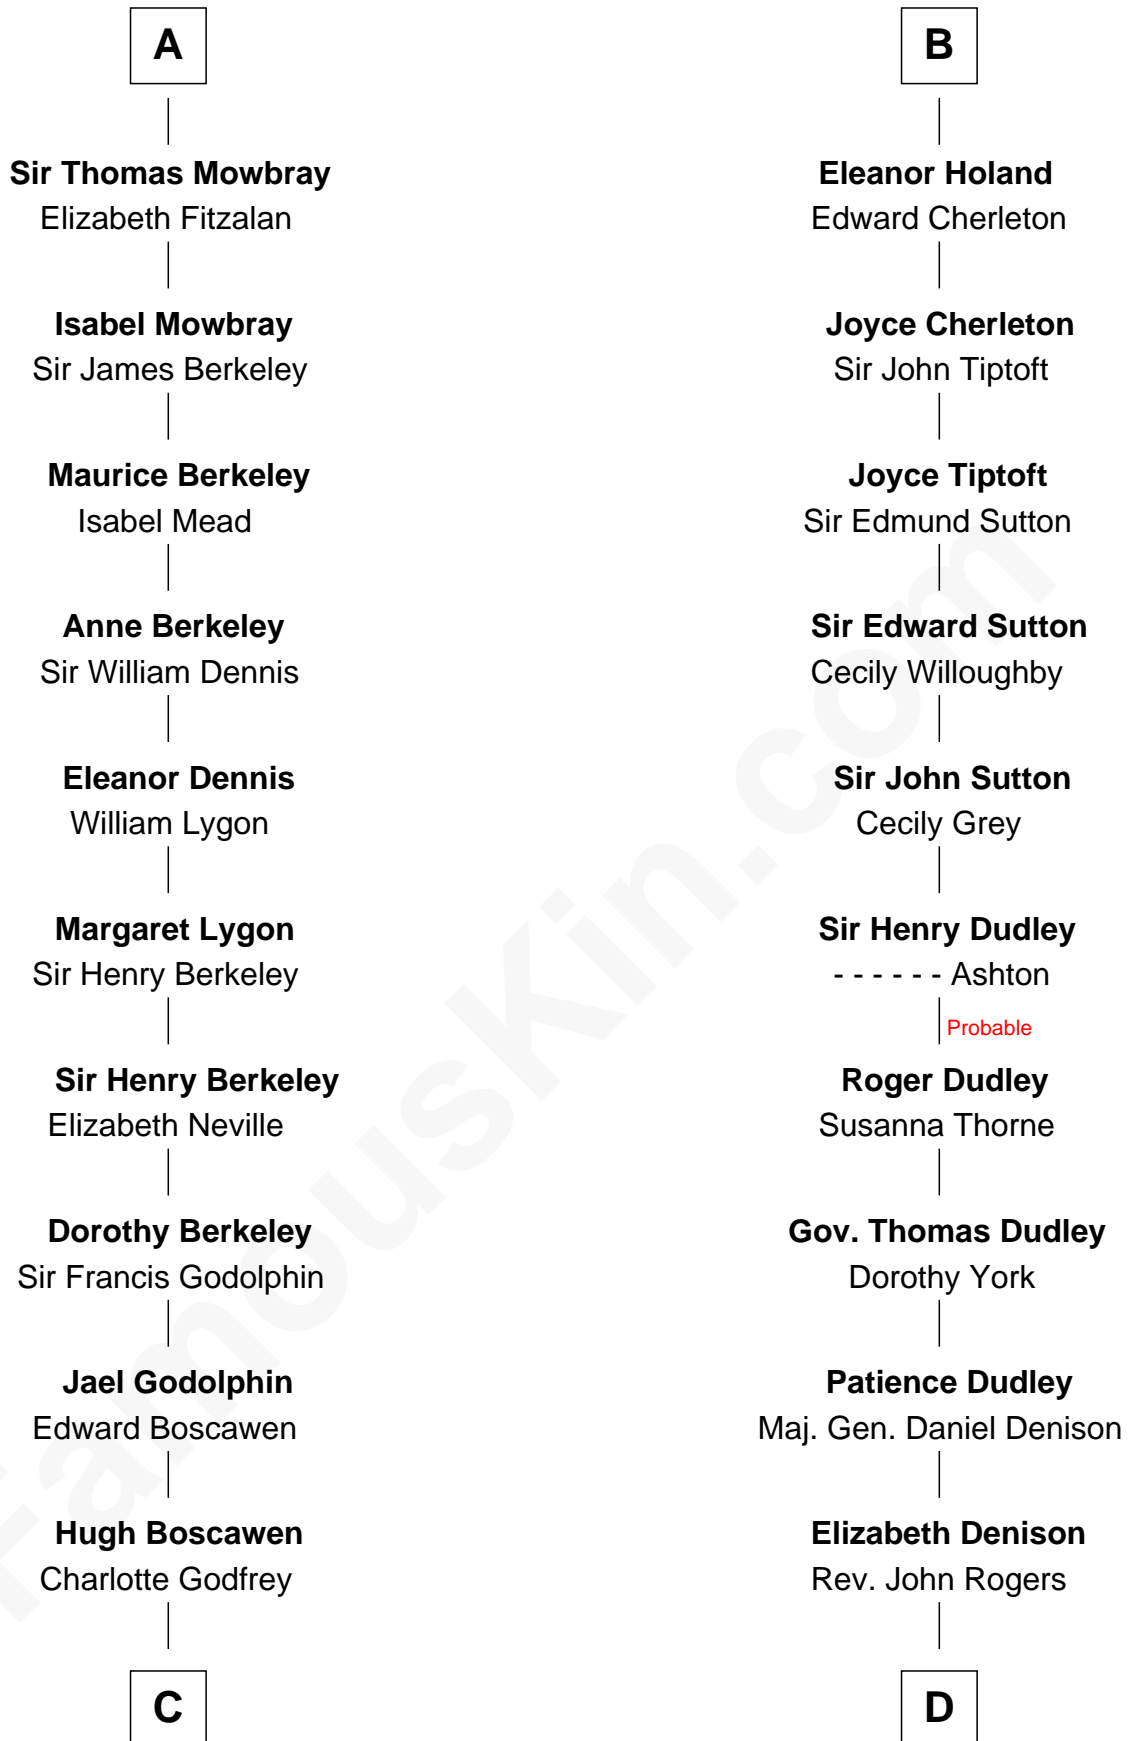 A
Sir Thomas Mowbray
Elizabeth Fitzalan
Isabel Mowbray
Sir James Berkeley
Maurice Berkeley
Isabel Mead
Anne Berkeley
Sir William Dennis
Eleanor Dennis
William Lygon
Margaret Lygon
Sir Henry Berkeley
Sir Henry Berkeley
Elizabeth Neville
Dorothy Berkeley
Sir Francis Godolphin
Jael Godolphin
Edward Boscawen
Hugh Boscawen
Charlotte Godfrey
C
B
Eleanor Holand
Edward Cherleton
Joyce Cherleton
Sir John Tiptoft
Joyce Tiptoft
Sir Edmund Sutton
Sir Edward Sutton
Cecily Willoughby
Sir John Sutton
Cecily Grey
Sir Henry Dudley
- - - - - - Ashton
Probable
Roger Dudley
Susanna Thorne
Gov. Thomas Dudley
Dorothy York
Patience Dudley
Maj. Gen. Daniel Denison
Elizabeth Denison
Rev. John Rogers
D
FamousKin.com